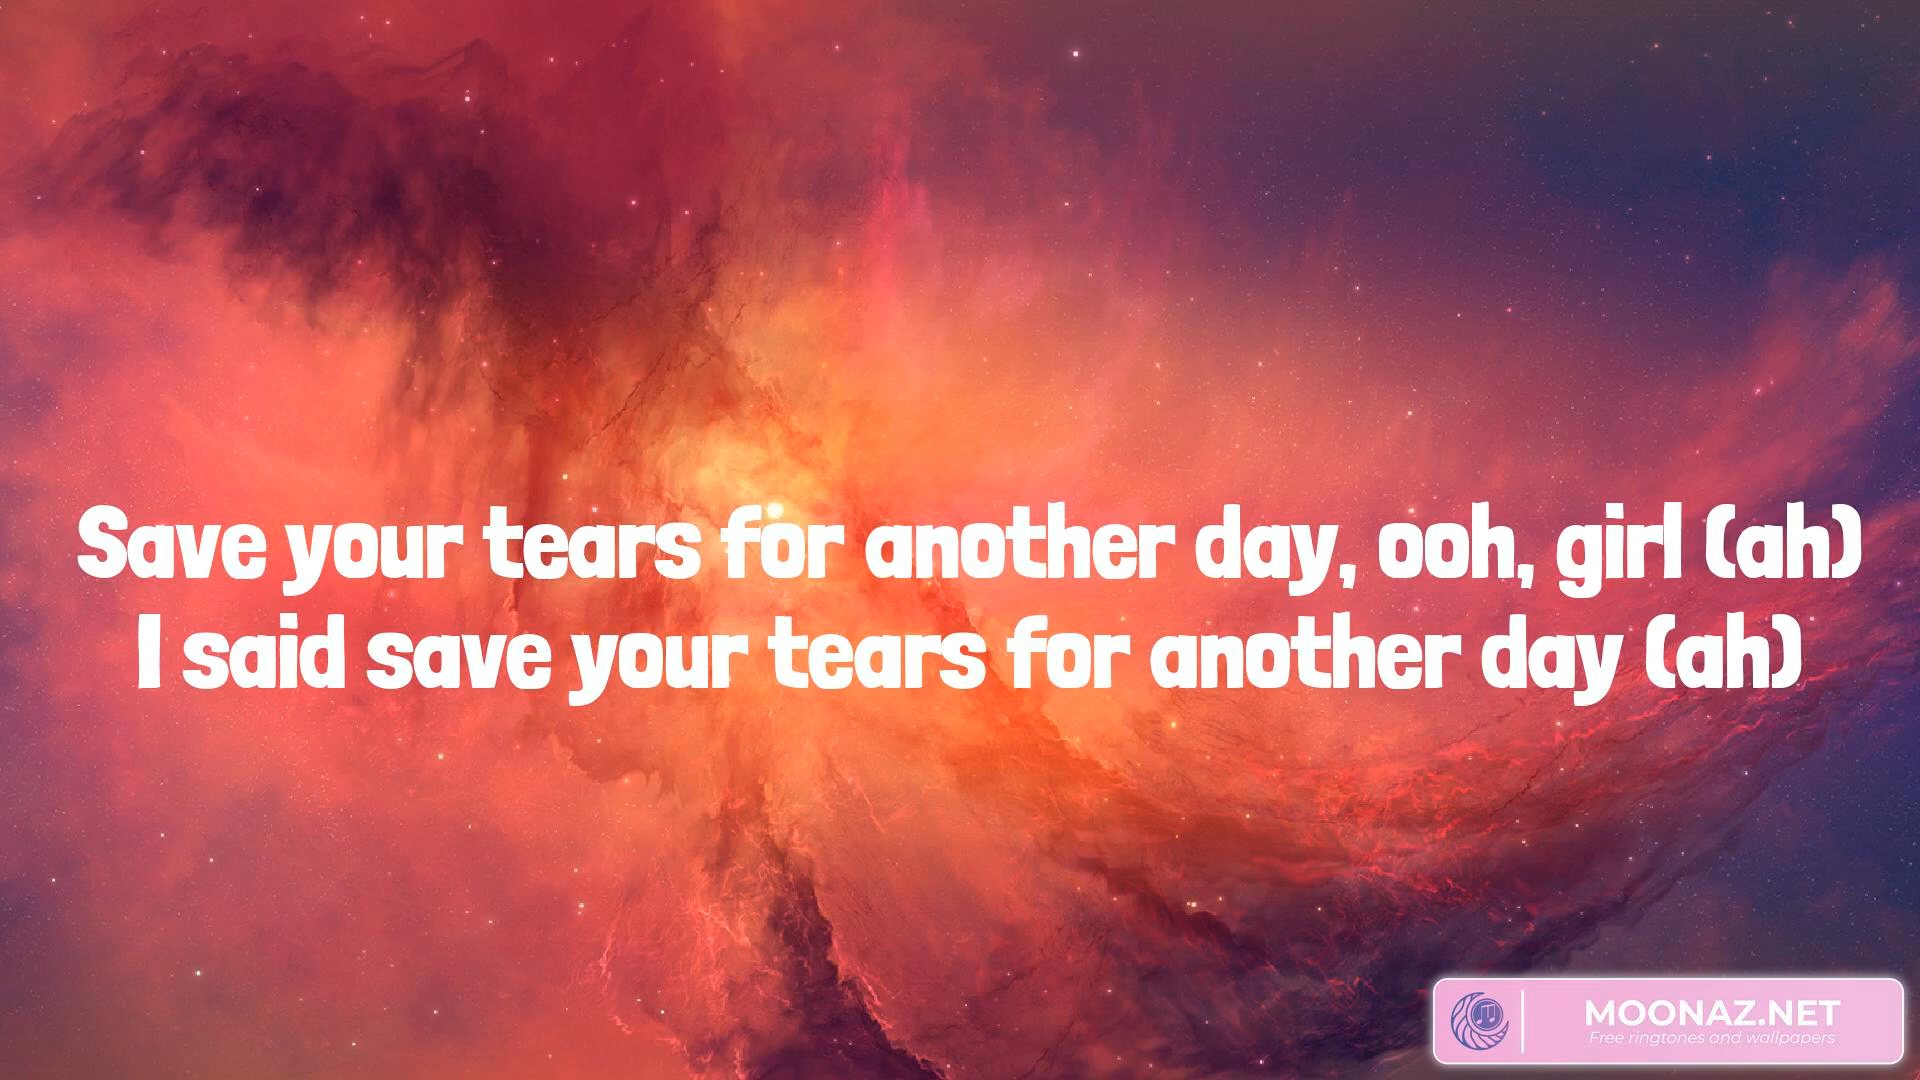 Save your tears for another day, ooh, girl (ah)
I said save your tears for another day (ah)
MOONAZ.NET
Free ringtones and wallpapers